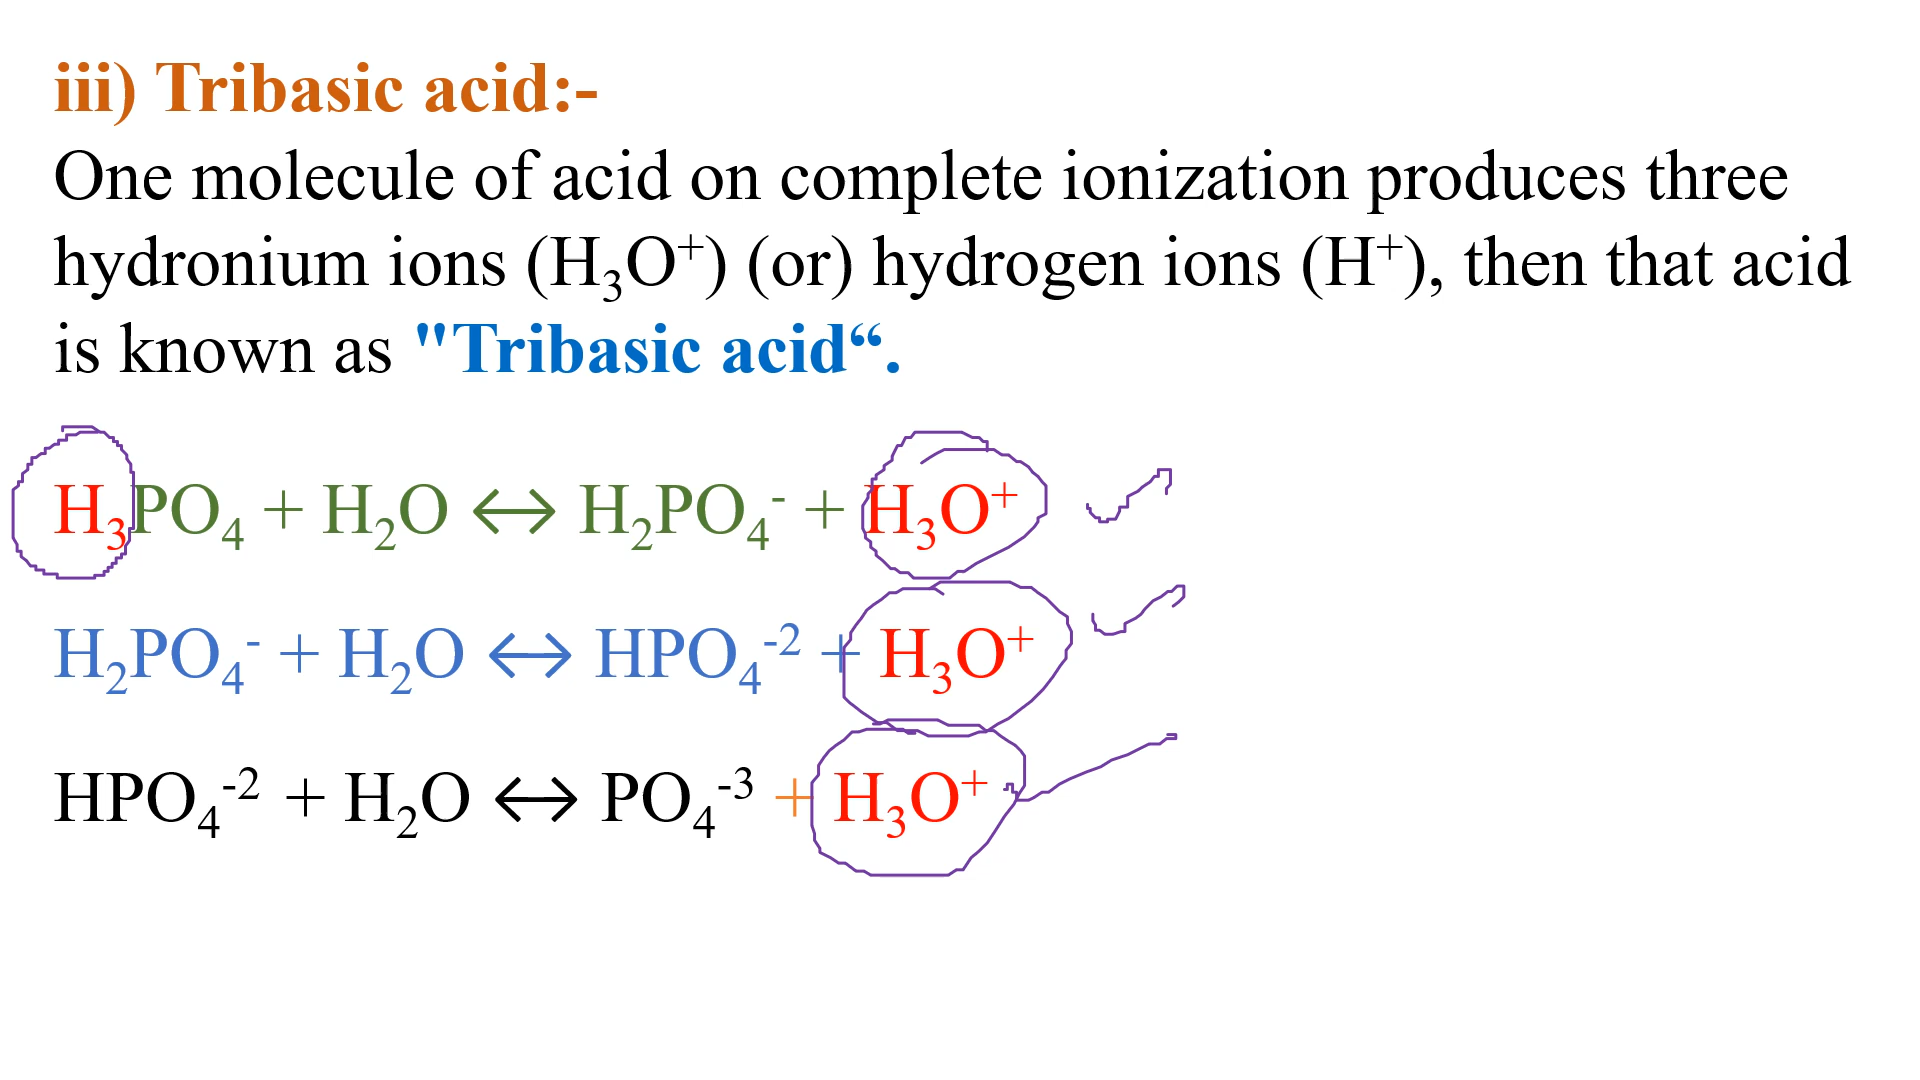 iii) Tribasic acid:-
One molecule of acid on complete ionization produces three
hydronium ions (H₃O⁺) (or) hydrogen ions (H⁺), then that acid
is known as "Tribasic acid“.
H₃PO₄ + H₂O ↔ H₂PO₄⁻ + H₃O⁺
H₂PO₄⁻ + H₂O ↔ HPO₄⁻² + H₃O⁺
HPO₄⁻² + H₂O ↔ PO₄⁻³ + H₃O⁺